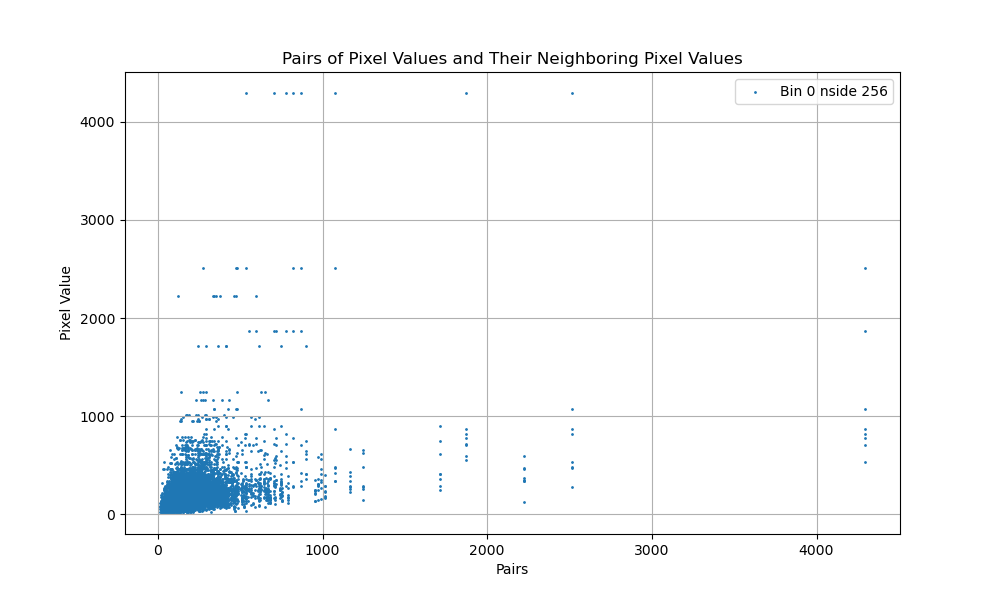 Pairs of Pixel Values and Their Neighboring Pixel Values
Bin 0 nside 256
4000
3000
2000
1000
0
Pixel Value
0 1000 2000 3000 4000
Pairs